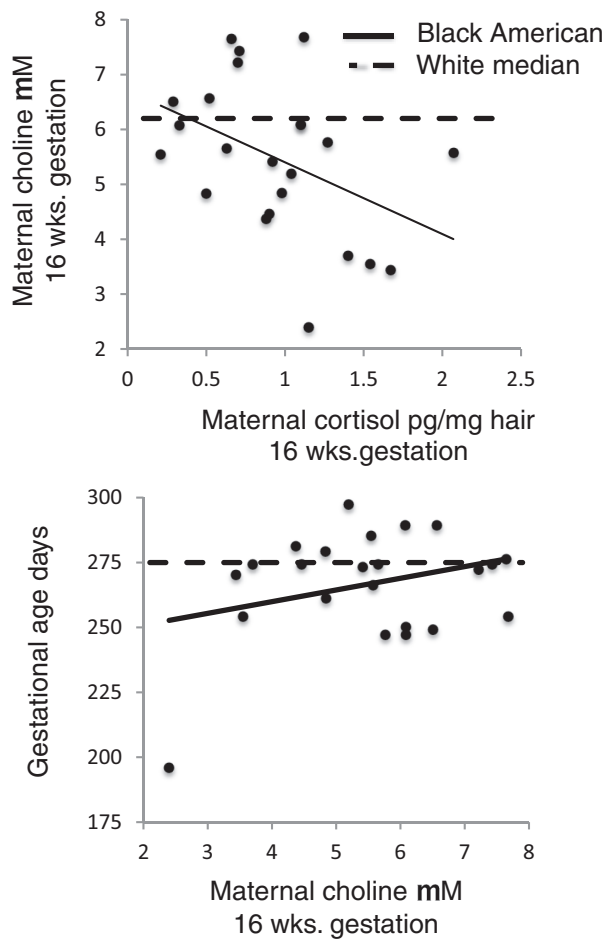 Black American
White median
Maternal choline mM
16 wks. gestation
8
7
6
5
4
3
2
0
0.5
1
1.5
2
2.5
Maternal cortisol pg/mg hair
16 wks.gestation
Gestational age days
300
275
250
225
200
175
2
3
4
5
6
7
8
Maternal choline mM
16 wks. gestation